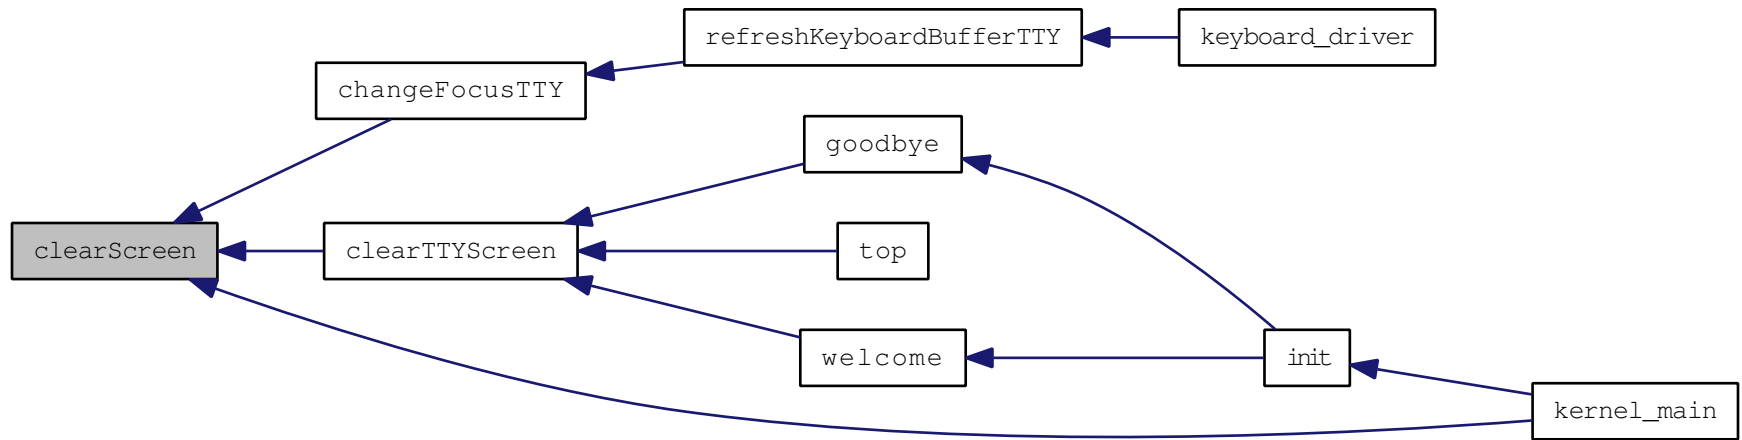 refreshKeyboardBufferTTY
keyboard_driver
changeFocusTTY
goodbye
clearScreen
clearTTYScreen
top
welcome
init
kernel_main